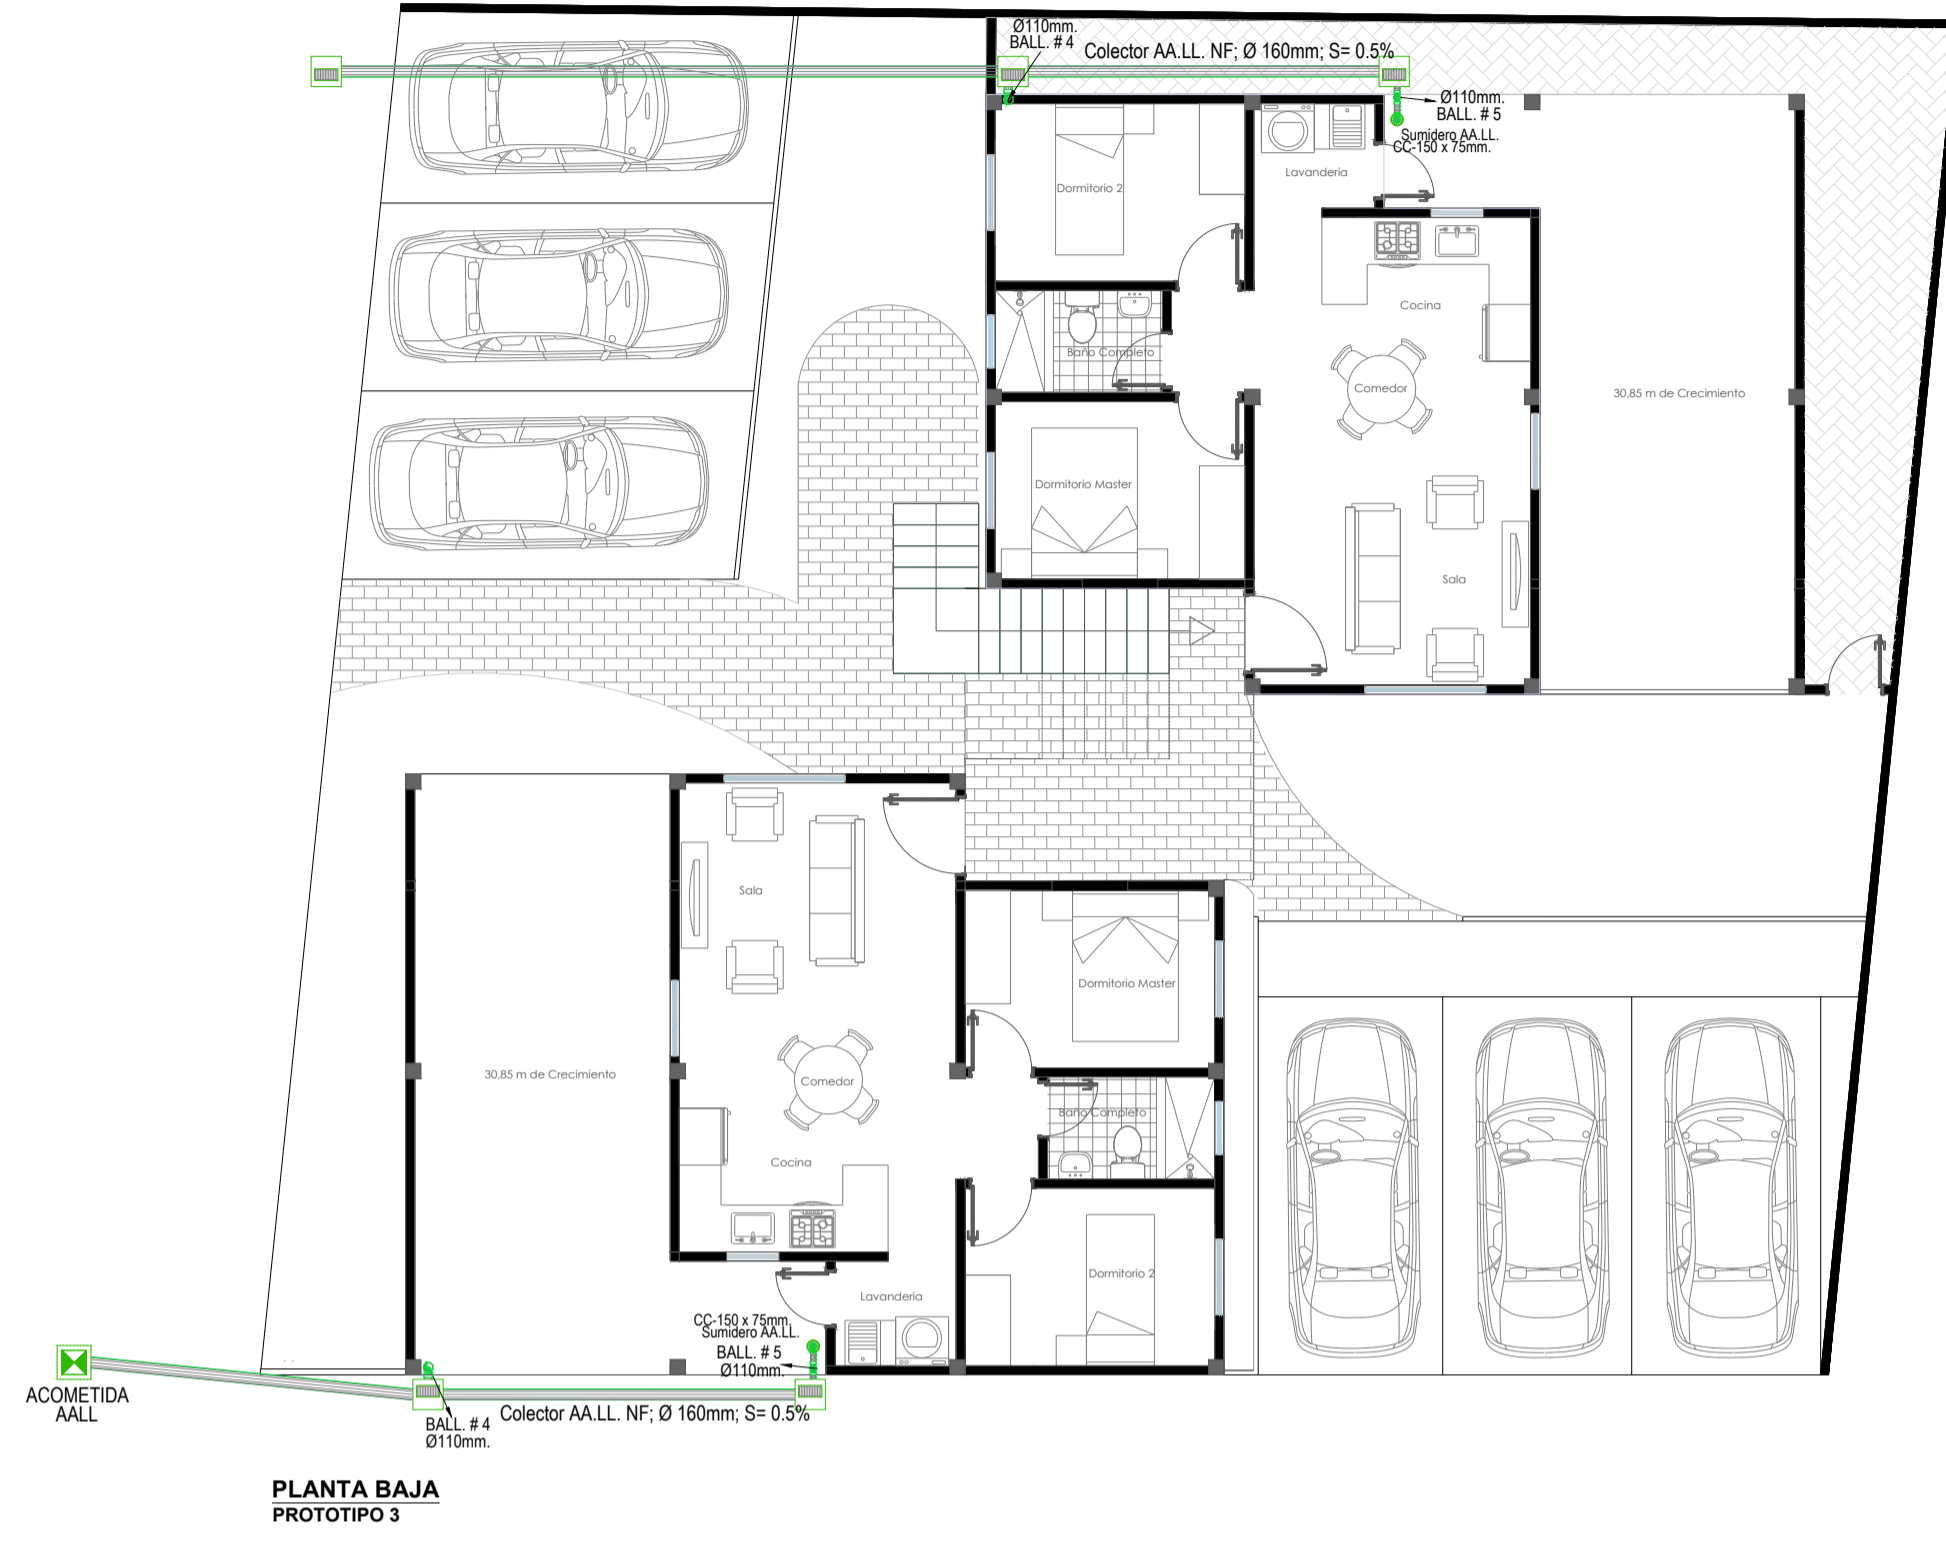 Ø110mm.
BALL. # 4
Colector AA.LL. NF; Ø 160mm; S= 0.5%
Ø110mm.
BALL. # 5
Sumidero AA.LL.
CC-150 x 75mm.
Lavanderia
Dormitorio 2
Cocina
Baño Completo
Comedor
30,85 m de Crecimiento
Dormitorio Master
Sala
Sala
Dormitorio Master
30,85 m de Crecimiento
Comedor
Baño Completo
Cocina
Dormitorio 2
Lavanderia
CC-150 x 75mm.
Sumidero AA.LL.
BALL. # 5
Ø110mm.
ACOMETIDA
AALL
Colector AA.LL. NF; Ø 160mm; S= 0.5%
BALL. # 4
Ø110mm.
PLANTA BAJA
PROTOTIPO 3